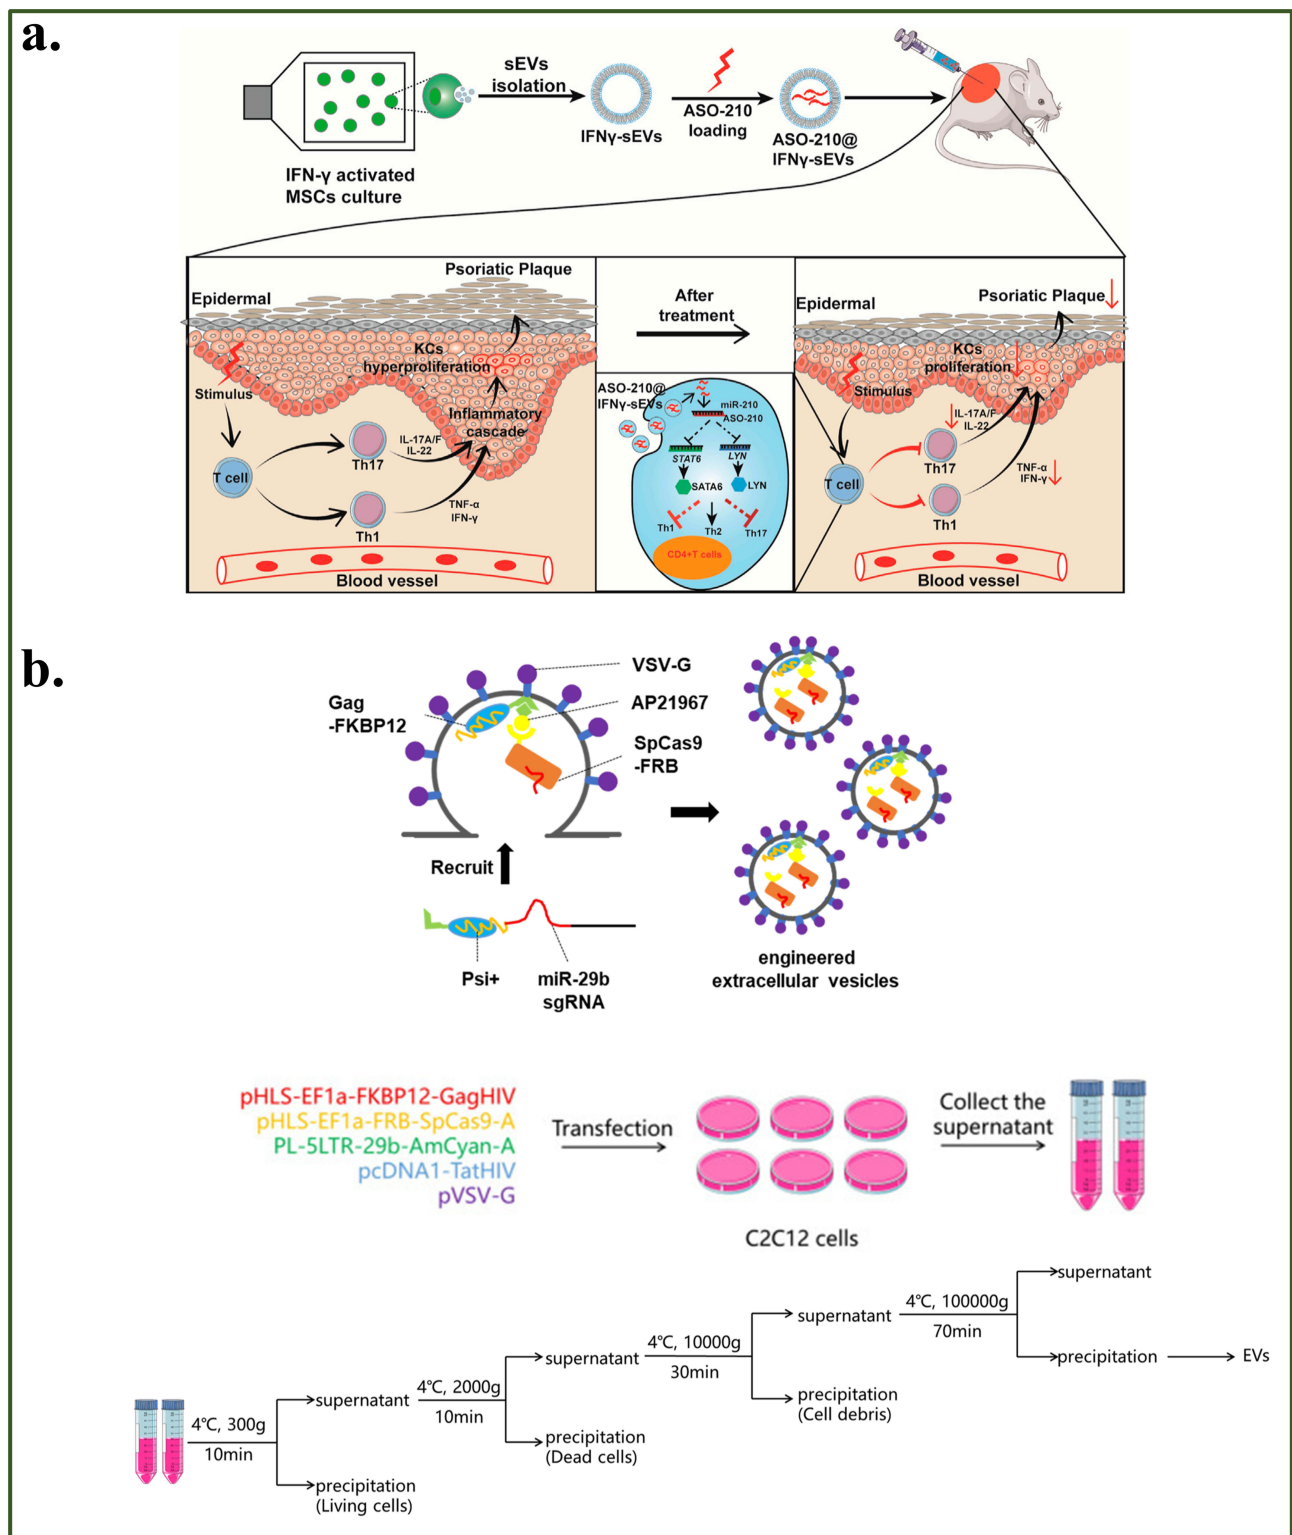 a.
sEVs
isolation
IFNγ-sEVs
ASO-210
loading
ASO-210@
IFNγ-sEVs
IFN-γ activated
MSCs culture
Psoriatic Plaque
Epidermal
KCs
hyperproliferation
Stimulus
Inflammatory
cascade
IL-17A/F
IL-22
Th17
T cell
TNF-α
IFN-γ
Th1
Blood vessel
After
treatment
ASO-210@
IFNγ-sEVs
miR-210
ASO-210
STAT6
LYN
SATA6
LYN
Th1
Th2
Th17
CD4+T cells
Epidermal
Psoriatic Plaque
KCs
proliferation
Stimulus
IL-17A/F
IL-22
Th17
T cell
TNF-α
IFN-γ
Th1
Blood vessel
b.
VSV-G
Gag
-FKBP12
AP21967
SpCas9
-FRB
Recruit
Psi+
miR-29b
sgRNA
engineered
extracellular vesicles
pHLS-EF1a-FKBP12-GagHIV
pHLS-EF1a-FRB-SpCas9-A
PL-5LTR-29b-AmCyan-A
pcDNA1-TatHIV
pVSV-G
Transfection
C2C12 cells
Collect the
supernatant
4℃, 300g
10min
supernatant
precipitation
(Living cells)
4℃, 2000g
10min
supernatant
precipitation
(Dead cells)
4℃, 10000g
30min
supernatant
precipitation
(Cell debris)
4℃, 100000g
70min
supernatant
precipitation
EVs